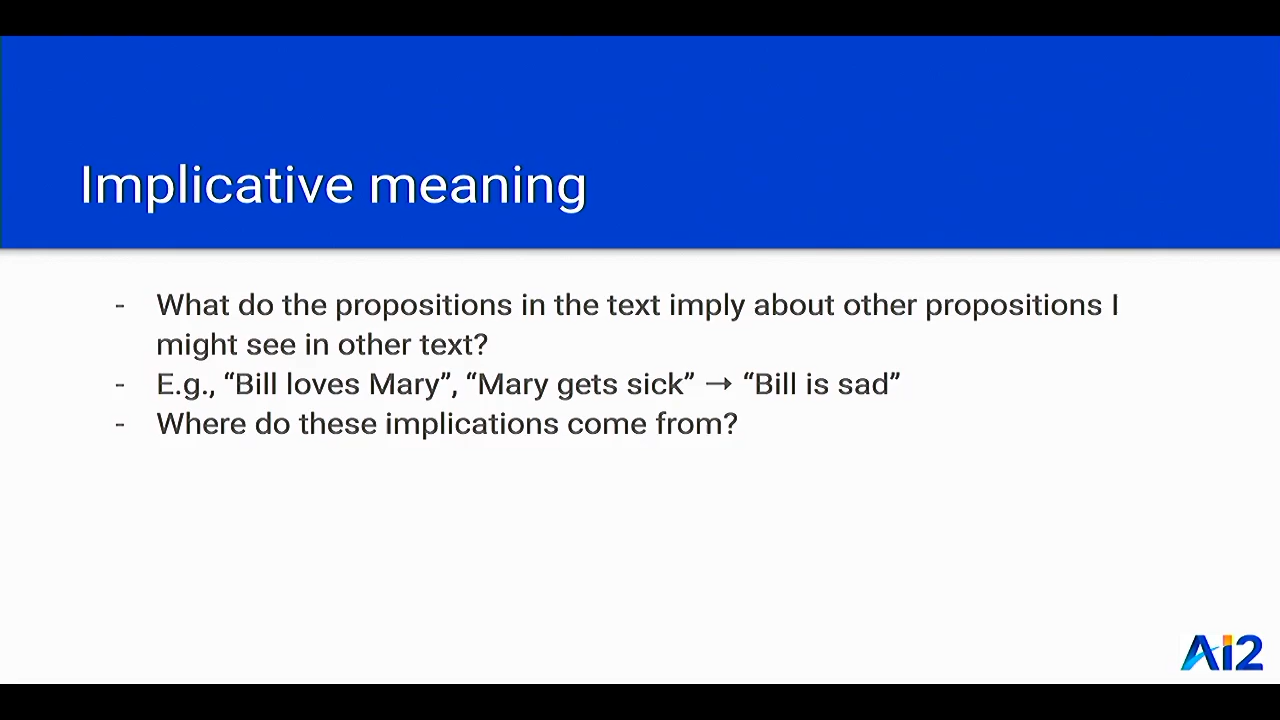 Implicative meaning
- What do the propositions in the text imply about other propositions I
might see in other text?
- E.g., “Bill loves Mary”, “Mary gets sick” → “Bill is sad”
- Where do these implications come from?
Ai2